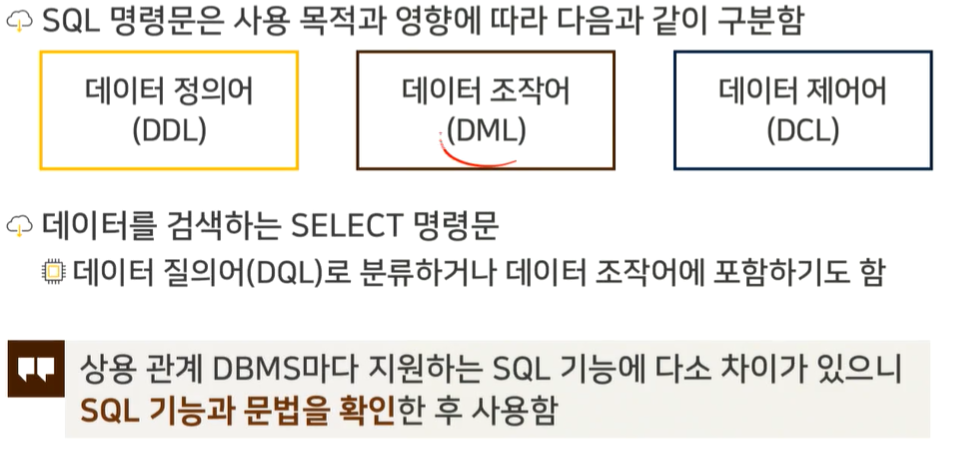 SQL 명령문은 사용 목적과 영향에 따라 다음과 같이 구분함
데이터 정의어
(DDL)
데이터 조작어
(DML)
데이터 제어어
(DCL)
데이터를 검색하는 SELECT 명령문
데이터 질의어(DQL)로 분류하거나 데이터 조작어에 포함하기도 함
상용 관계 DBMS마다 지원하는 SQL 기능에 다소 차이가 있으니
SQL 기능과 문법을 확인한 후 사용함